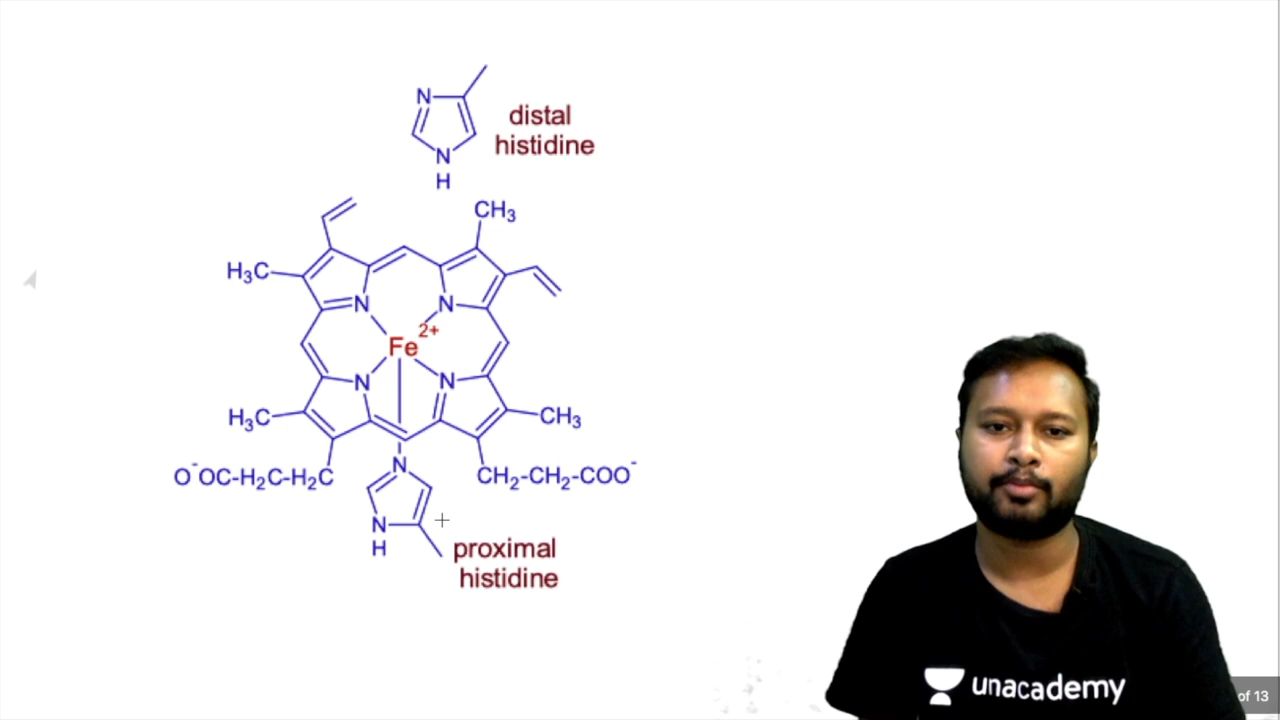 N
N
H
distal
histidine
CH₃
H₃C
N
N
Fe²⁺
N
N
H₃C
CH₃
O⁻OC-H₂C-H₂C
CH₂-CH₂-COO⁻
N
N
H
proximal
histidine
unacademy
of 13